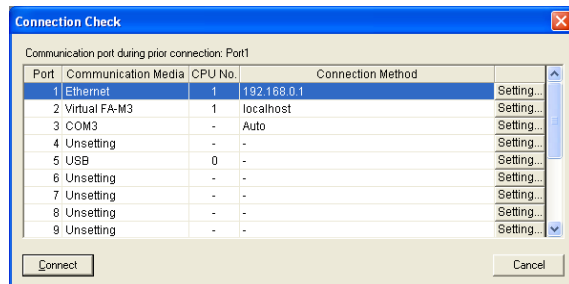 Connection Check
Communication port during prior connection: Port1
Port Communication Media CPU No. Connection Method
1 Ethernet 1 192.168.0.1 Setting...
2 Virtual FA-M3 1 localhost Setting...
3 COM3 - Auto Setting...
4 Unsetting - - Setting...
5 USB 0 - Setting...
6 Unsetting - - Setting...
7 Unsetting - - Setting...
8 Unsetting - - Setting...
9 Unsetting - - Setting...
Connect Cancel